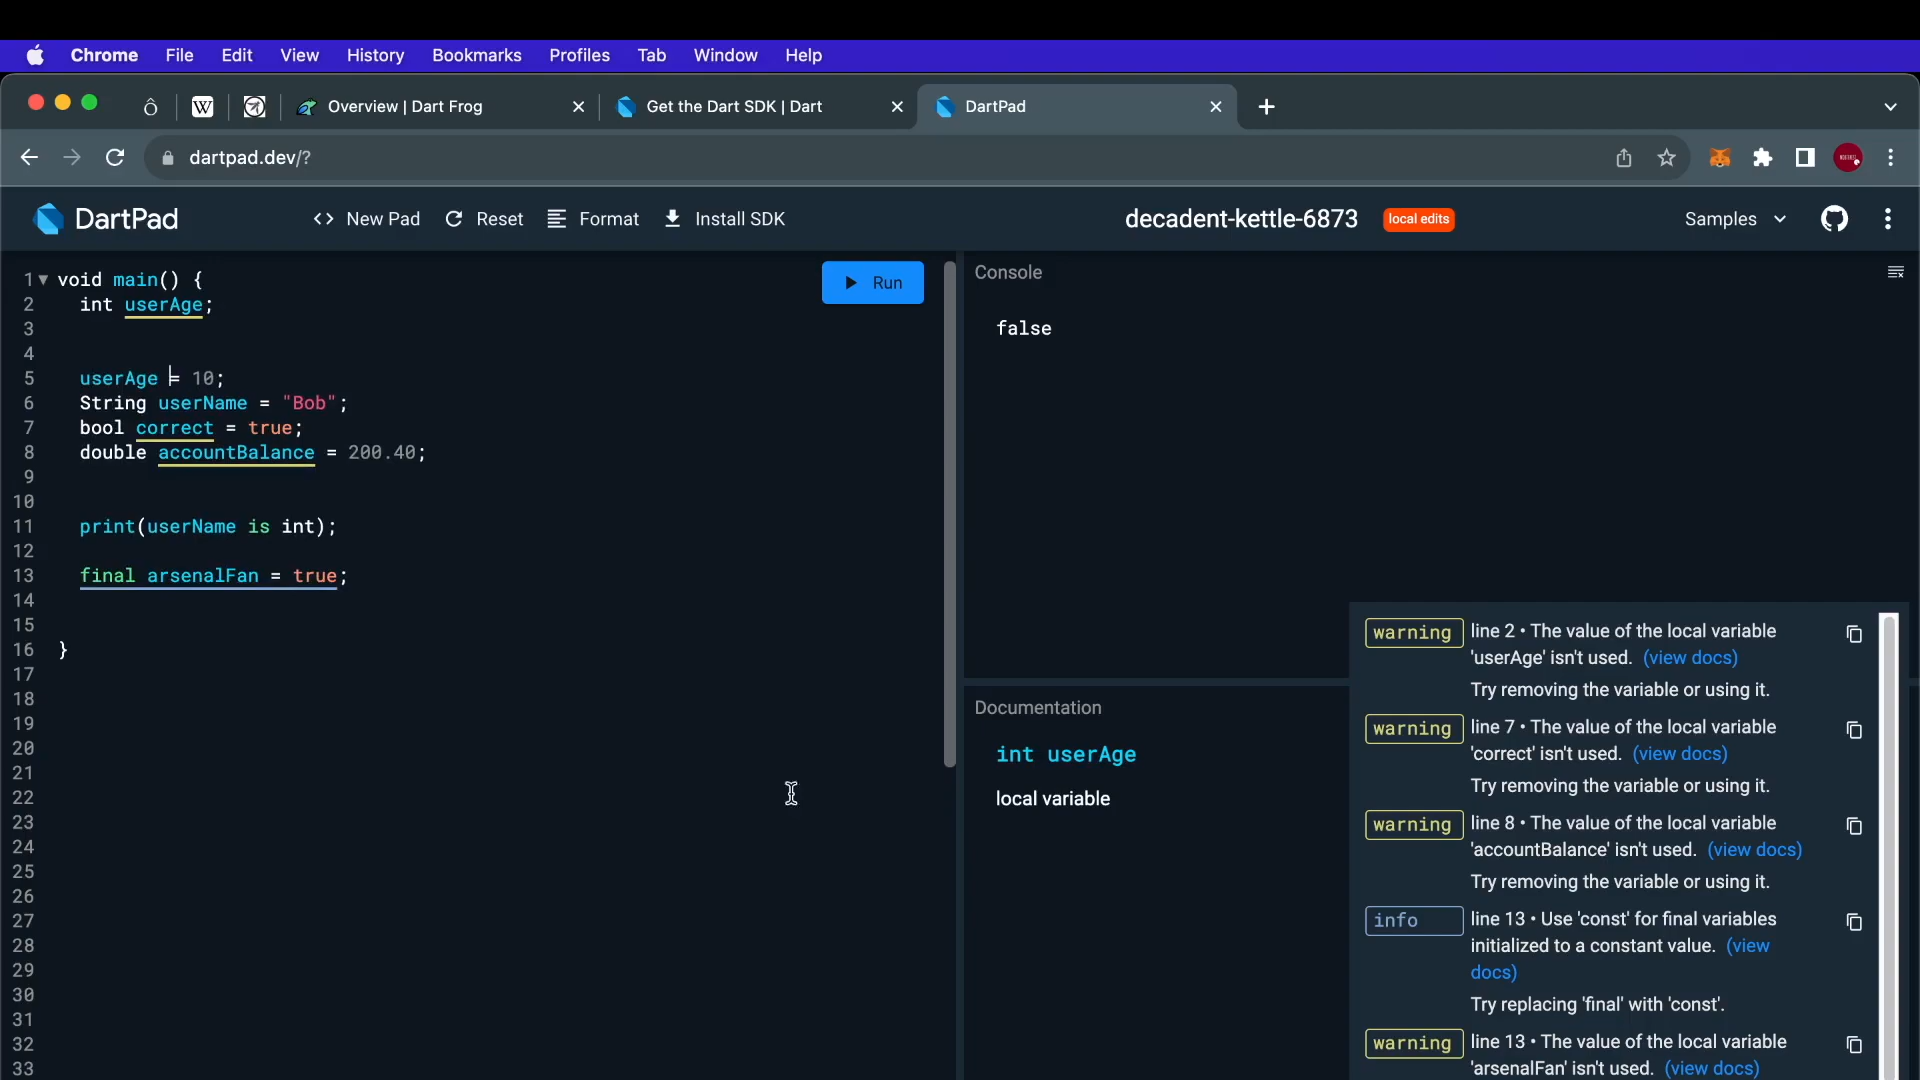 Chrome File Edit View History Bookmarks Profiles Tab Window Help
Overview | Dart Frog Get the Dart SDK | Dart DartPad
dartpad.dev/?
DartPad <> New Pad Reset Format Install SDK decadent-kettle-6873 local edits Samples
1 void main() {
2 int userAge;
3
4
5 userAge = 10;
6 String userName = "Bob";
7 bool correct = true;
8 double accountBalance = 200.40;
9
10
11 print(userName is int);
12
13 final arsenalFan = true;
14
15
16 }
17
18
19
20
21
22
23
24
25
26
27
28
29
30
31
32
33
Run
Console
false
Documentation
int userAge
local variable
warning line 2 • The value of the local variable
'userAge' isn't used. (view docs)
Try removing the variable or using it.
warning line 7 • The value of the local variable
'correct' isn't used. (view docs)
Try removing the variable or using it.
warning line 8 • The value of the local variable
'accountBalance' isn't used. (view docs)
Try removing the variable or using it.
info line 13 • Use 'const' for final variables
initialized to a constant value. (view
docs)
Try replacing 'final' with 'const'.
warning line 13 • The value of the local variable
'arsenalFan' isn't used. (view docs)